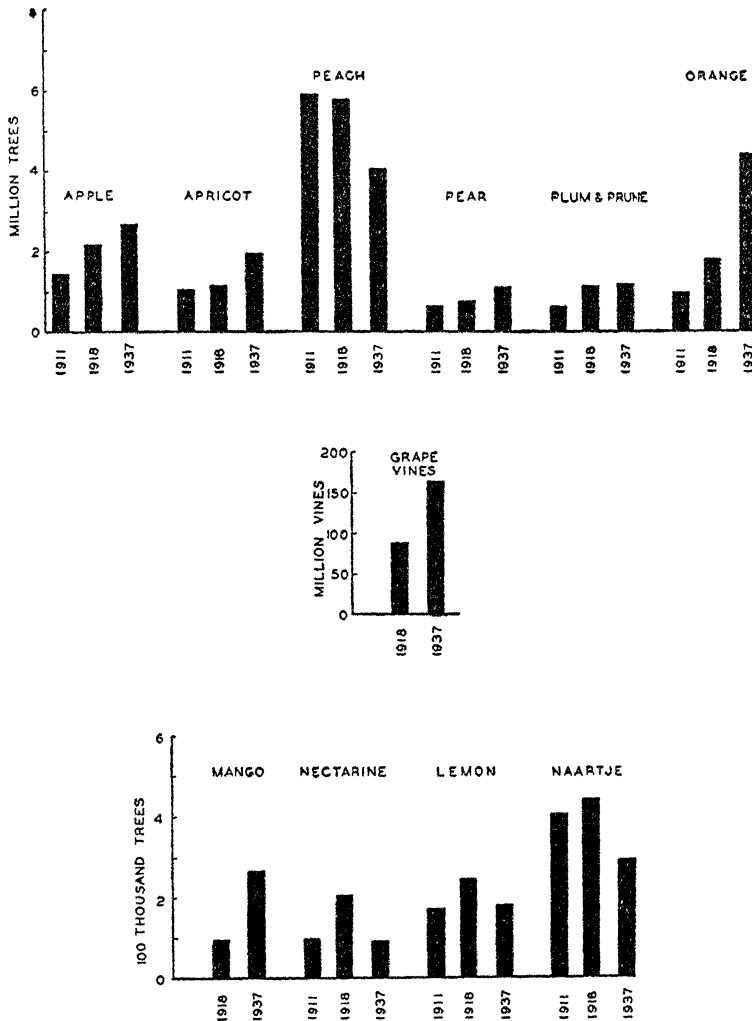 8
PEACH
ORANGE
6
MILLION TREES
4
APPLE
APRICOT
PEAR
PLUM & PRUNE
2
0
1911 1918 1937 1911 1918 1937 1911 1918 1937 1911 1918 1937 1911 1918 1937 1911 1918 1937
200
GRAPE
VINES
150
MILLION VINES
100
50
0
1918 1937
6
MANGO NECTARINE LEMON NAARTJE
100 THOUSAND TREES
4
2
0
1918 1937 1911 1918 1937 1911 1918 1937 1911 1918 1937